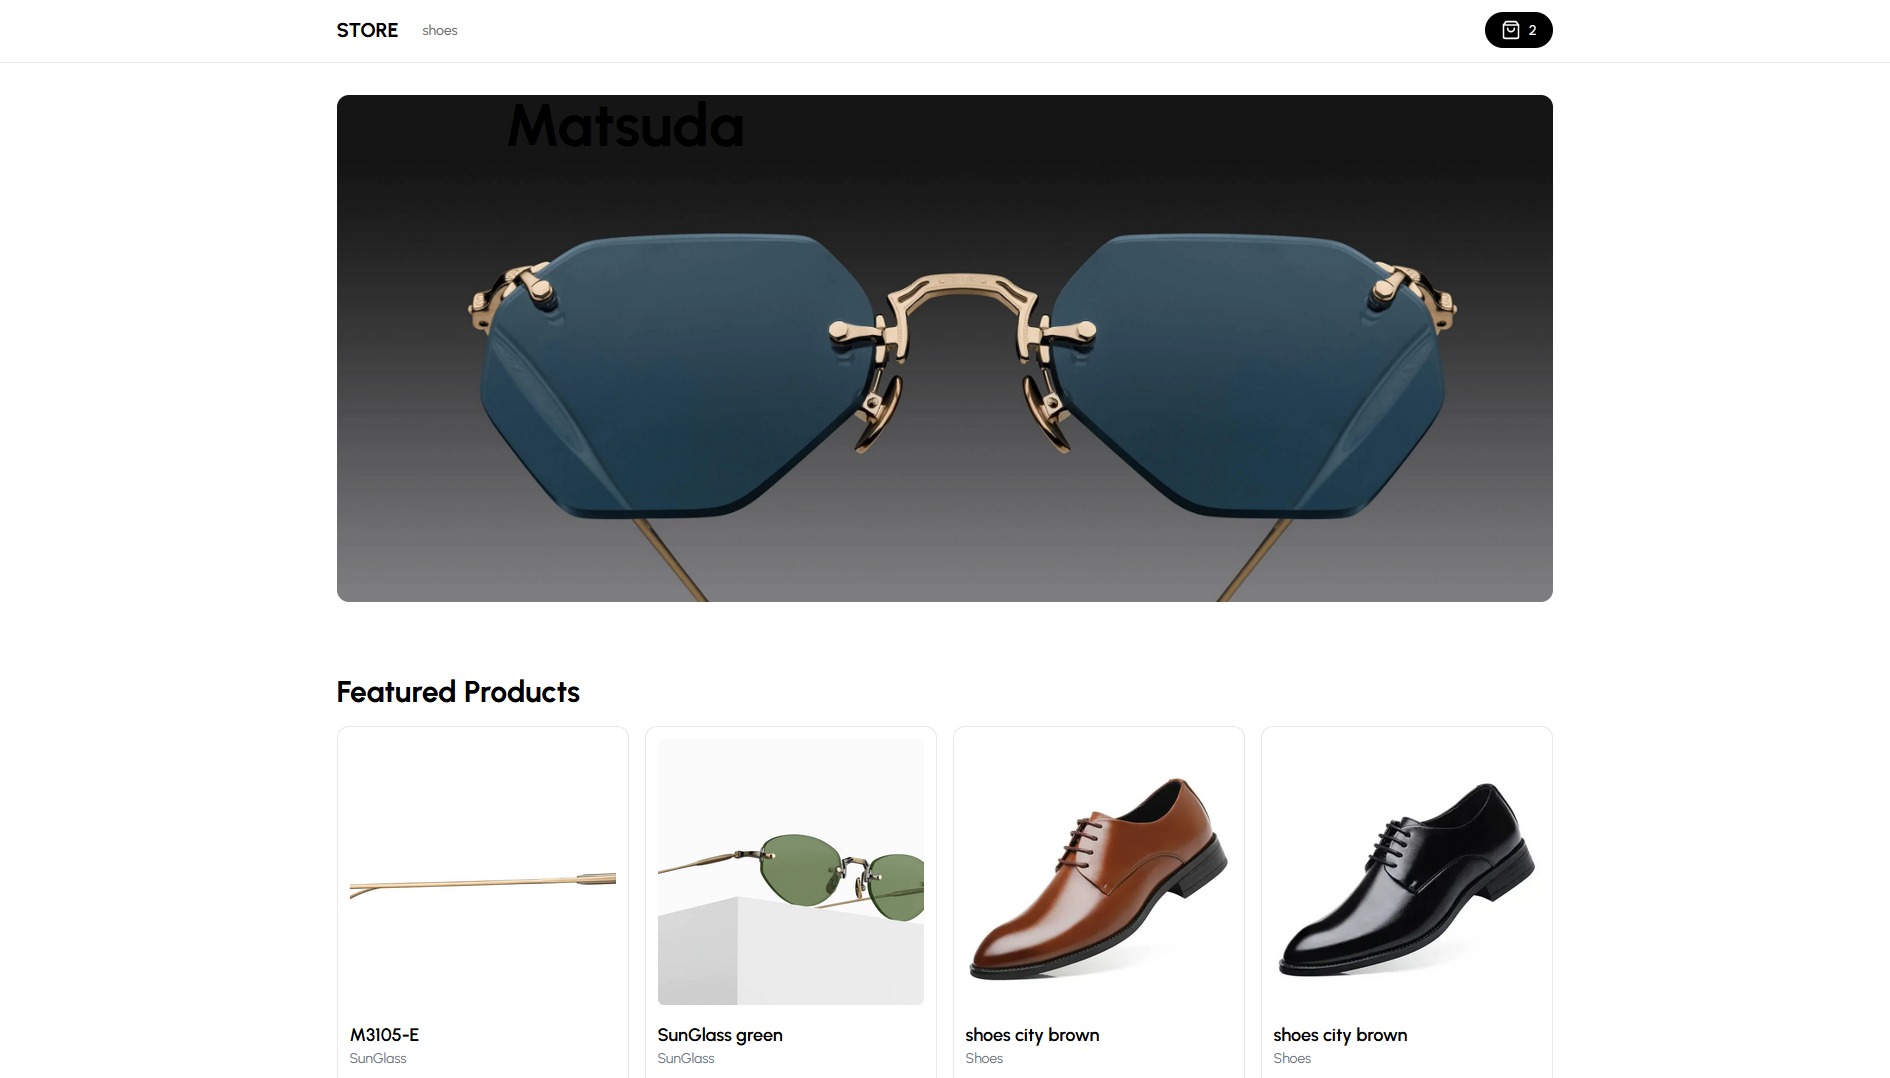 STORE
shoes
2
Matsuda
Featured Products
M3105-E
SunGlass
SunGlass green
SunGlass
shoes city brown
Shoes
shoes city brown
Shoes